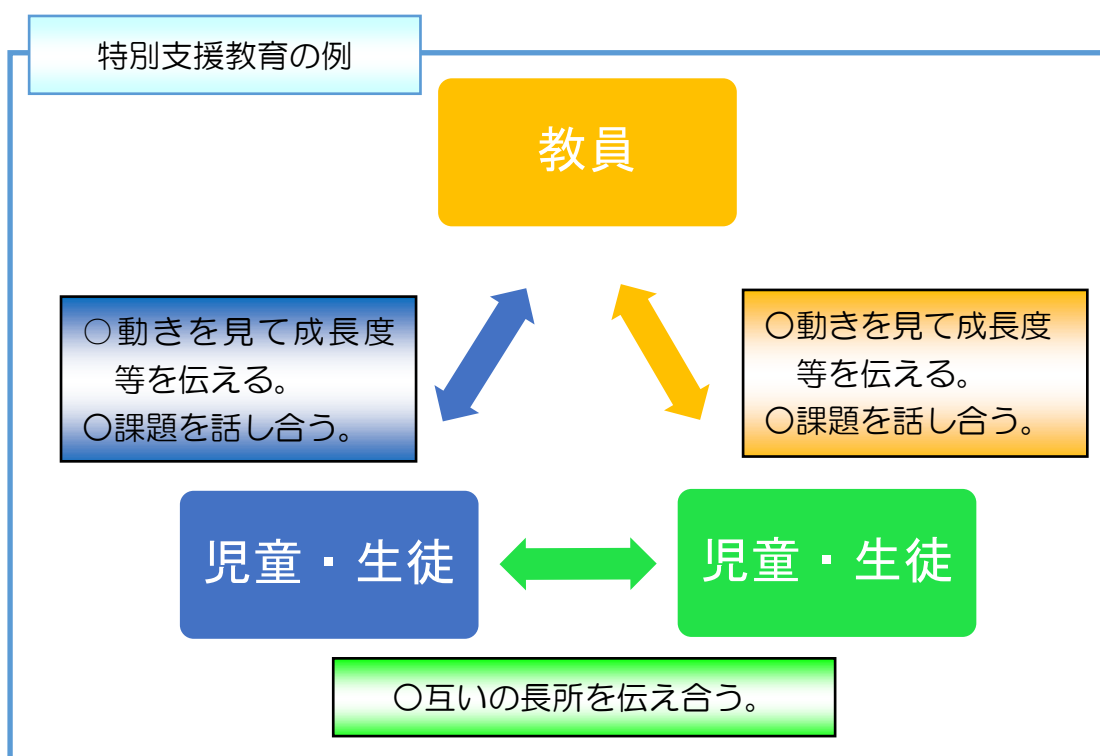 特別支援教育の例
教員
○動きを見て成長度
等を伝える。
○課題を話し合う。
○動きを見て成長度
等を伝える。
○課題を話し合う。
児童・生徒
児童・生徒
○互いの長所を伝え合う。